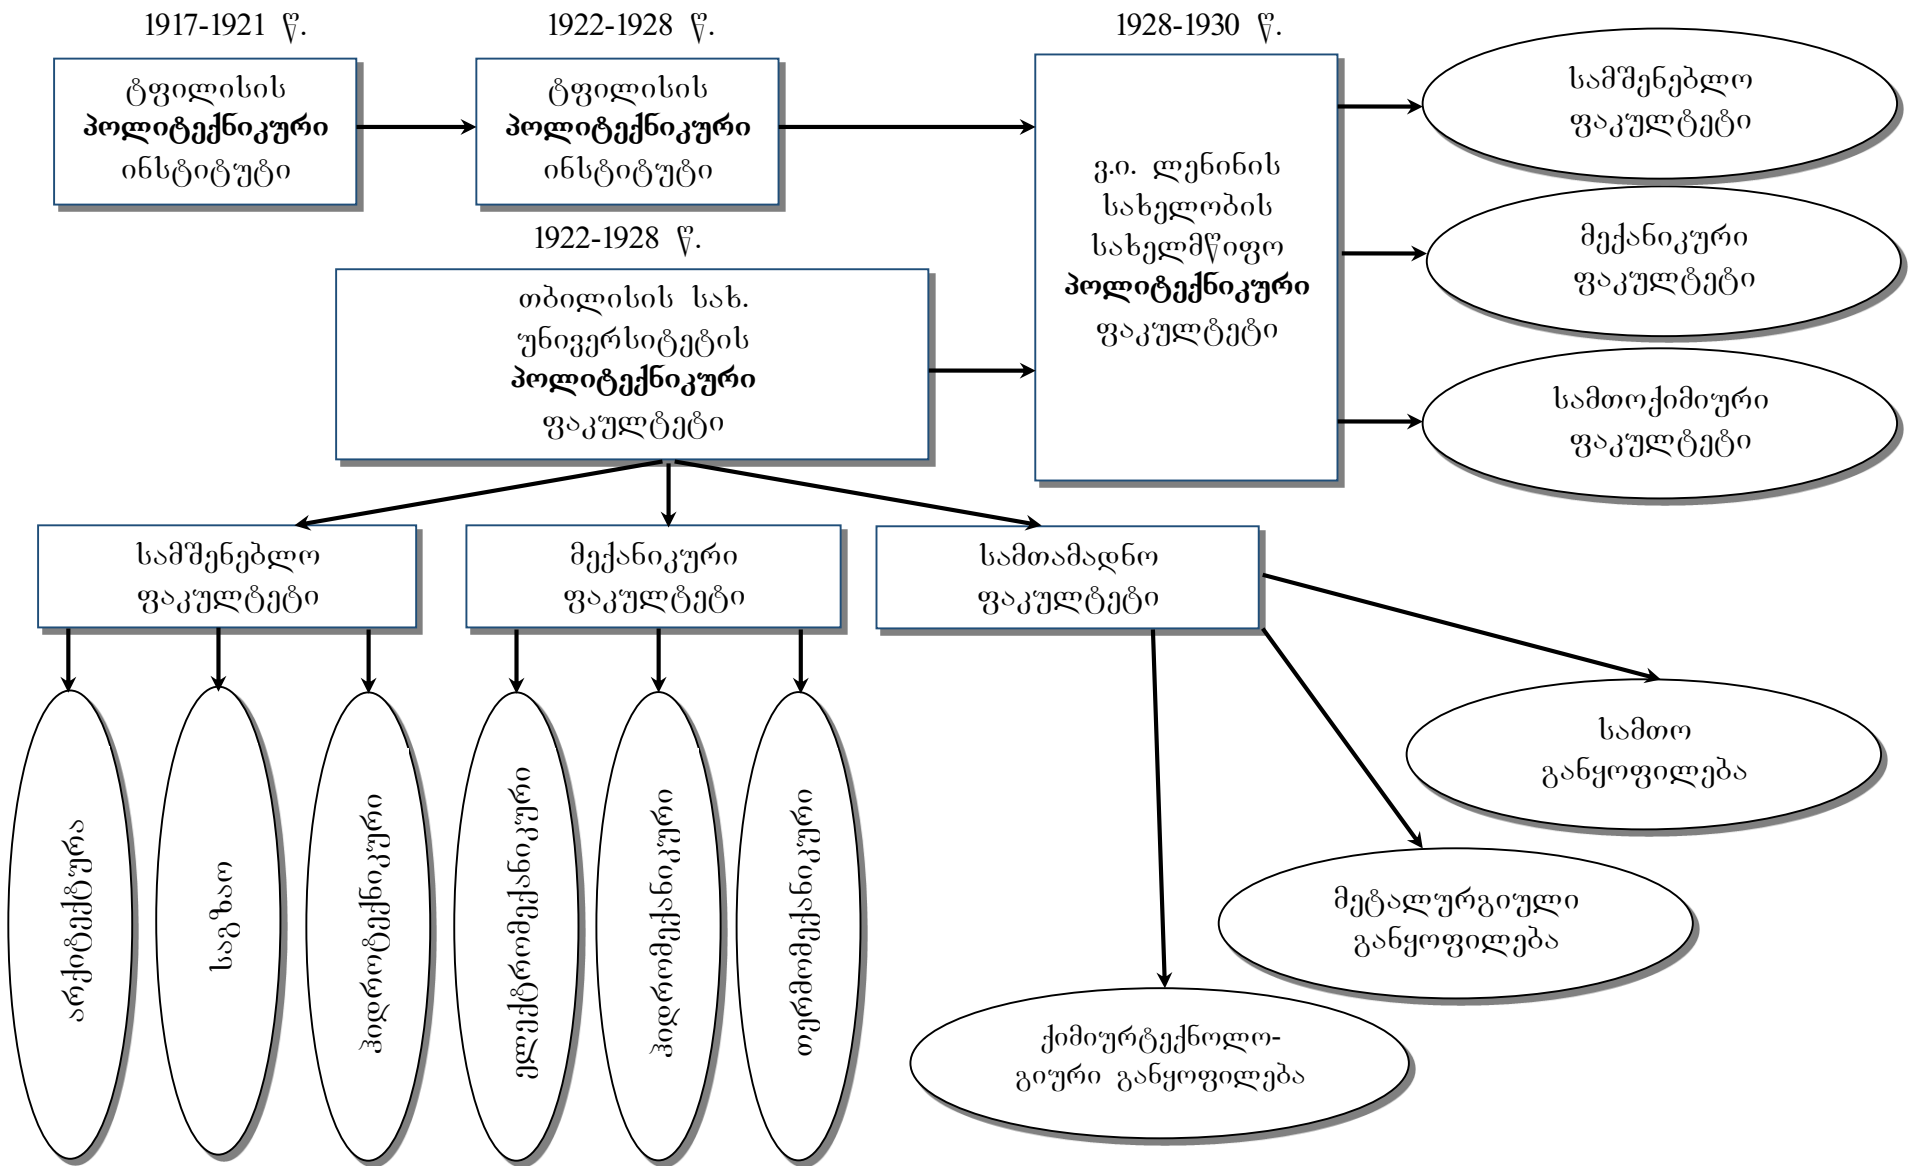 1917-1921 წ.
ტფილისის
პოლიტექნიკური
ინსტიტუტი
1922-1928 წ.
ტფილისის
პოლიტექნიკური
ინსტიტუტი
1922-1928 წ.
თბილისის სახ.
უნივერსიტეტის
პოლიტექნიკური
ფაკულტეტი
1928-1930 წ.
ვ.ი. ლენინის
სახელობის
სახელმწიფო
პოლიტექნიკური
ფაკულტეტი
სამშენებლო
ფაკულტეტი
მექანიკური
ფაკულტეტი
სამთოქიმიური
ფაკულტეტი
სამშენებლო
ფაკულტეტი
მექანიკური
ფაკულტეტი
სამთამადნო
ფაკულტეტი
არქიტექტურა
საგზაო
ჰიდროტექნიკური
ელექტრომექანიკური
ჰიდრომექანიკური
თერმომექანიკური
სამთო
განყოფილება
მეტალურგიული
განყოფილება
ქიმიურტექნოლო-
გიური განყოფილება